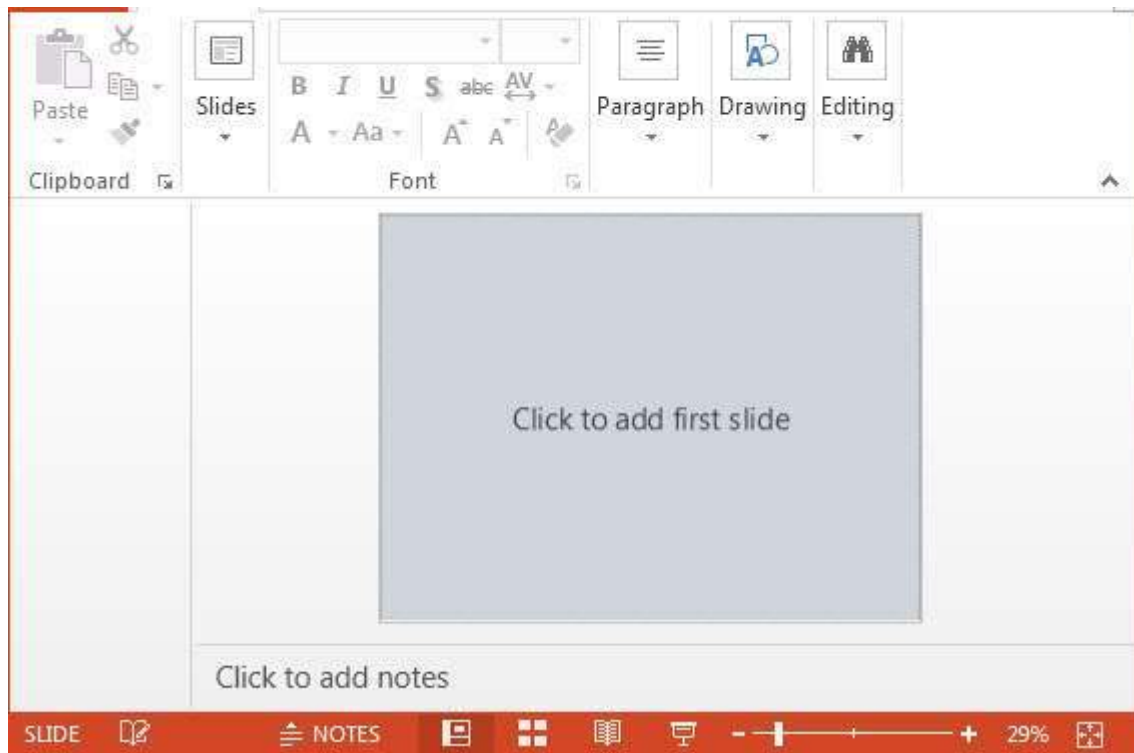 B I U S abc AV
Paste Slides Paragraph Drawing Editing
A Aa A A A
Clipboard Font
Click to add first slide
Click to add notes
SLIDE NOTES 29%